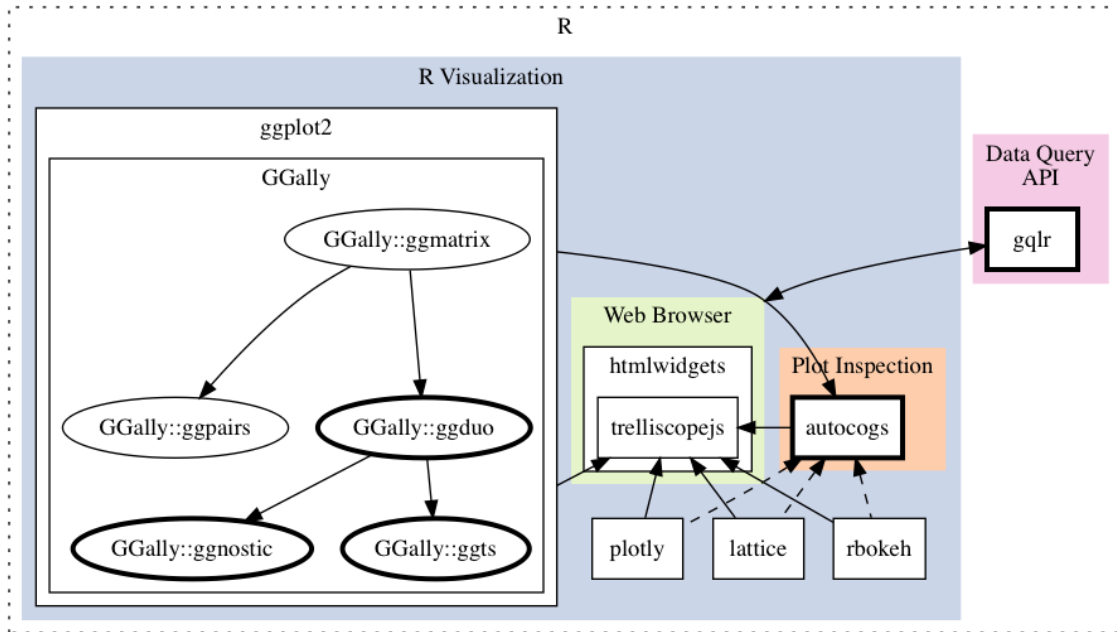 R
R Visualization
ggplot2
GGally
GGally::ggmatrix
GGally::ggpairs
GGally::ggduo
GGally::ggnostic
GGally::ggts
Web Browser
htmlwidgets
trelliscopejs
Plot Inspection
autocogs
plotly
lattice
rbokeh
Data Query
API
gqlr